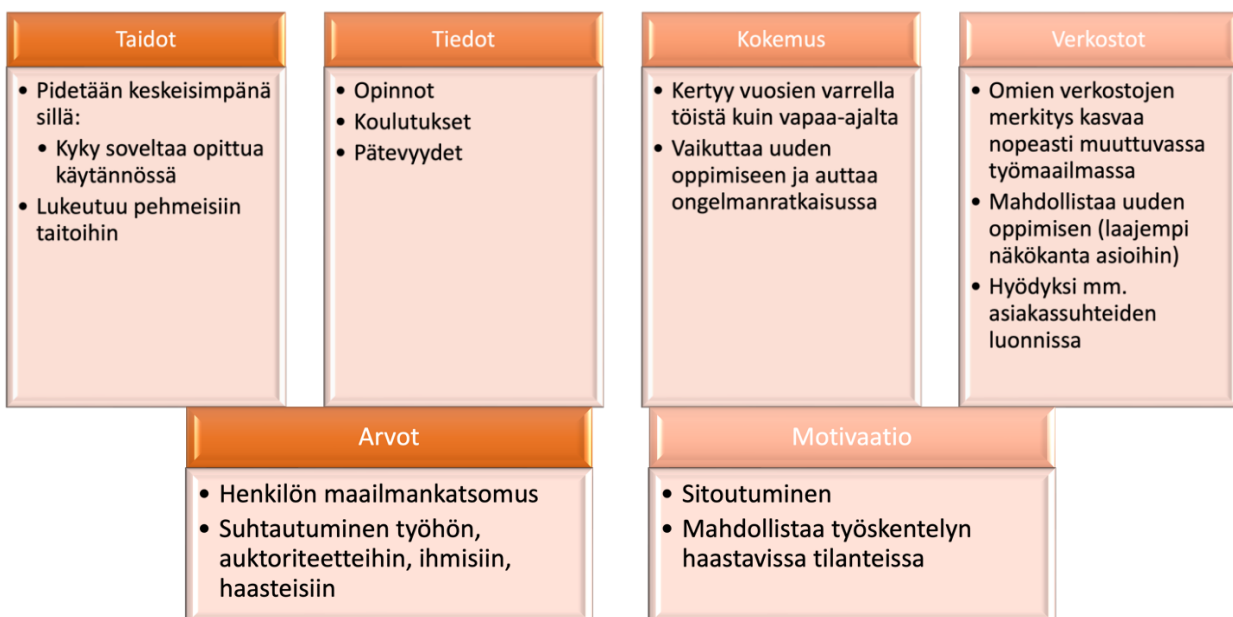 Taidot
• Pidetään keskeisimpänä
sillä:
• Kyky soveltaa opittua
käytännössä
• Lukeutuu pehmeisiin
taitoihin
Tiedot
• Opinnot
• Koulutukset
• Pätevyydet
Kokemus
• Kertyy vuosien varrella
töistä kuin vapaa-ajalta
• Vaikuttaa uuden
oppimiseen ja auttaa
ongelmanratkaisussa
Verkostot
• Omien verkostojen
merkitys kasvaa
nopeasti muuttuvassa
työmaailmassa
• Mahdollistaa uuden
oppimisen (laajempi
näkökanta asioihin)
• Hyödyksi mm.
asiakassuhteiden
luonnissa
Arvot
• Henkilön maailmankatsomus
• Suhtautuminen työhön,
auktoriteetteihin, ihmisiin,
haasteisiin
Motivaatio
• Sitoutuminen
• Mahdollistaa työskentelyn
haastavissa tilanteissa